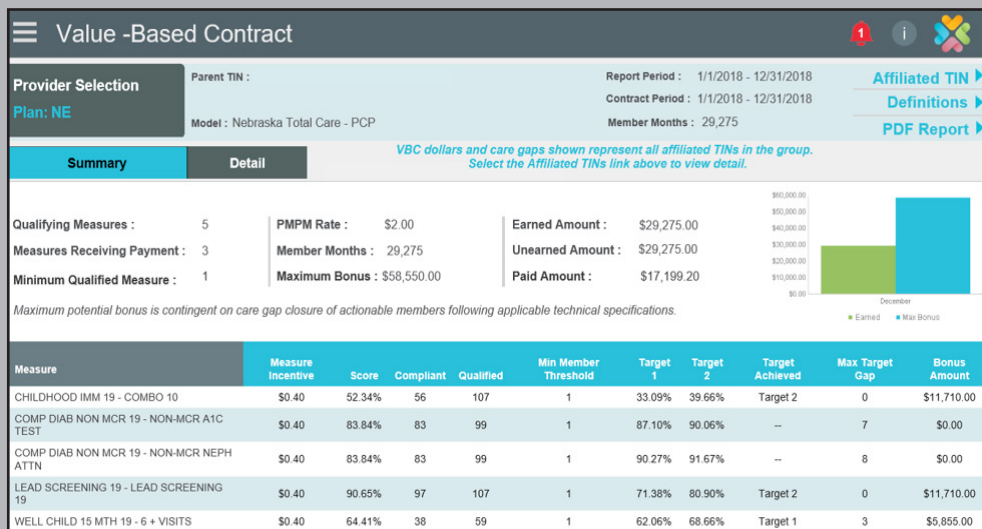 Value -Based Contract
1
i
Provider Selection
Plan: NE
Parent TIN :
Model : Nebraska Total Care - PCP
Report Period : 1/1/2018 - 12/31/2018
Contract Period : 1/1/2018 - 12/31/2018
Member Months : 29,275
Affiliated TIN
Definitions
PDF Report
Summary
Detail
VBC dollars and care gaps shown represent all affiliated TINs in the group.
Select the Affiliated TINs link above to view detail.
Qualifying Measures : 5
Measures Receiving Payment : 3
Minimum Qualified Measure : 1
PMPM Rate : $2.00
Member Months : 29,275
Maximum Bonus : $58,550.00
Earned Amount : $29,275.00
Unearned Amount : $29,275.00
Paid Amount : $17,199.20
$60,000.00
$50,000.00
$40,000.00
$30,000.00
$20,000.00
$10,000.00
$0.00
December
Earned Max Bonus
Maximum potential bonus is contingent on care gap closure of actionable members following applicable technical specifications.
Measure Measure Incentive Score Compliant Qualified Min Member Threshold Target 1 Target 2 Target Achieved Max Target Gap Bonus Amount
CHILDHOOD IMM 19 - COMBO 10 $0.40 52.34% 56 107 1 33.09% 39.66% Target 2 0 $11,710.00
COMP DIAB NON MCR 19 - NON-MCR A1C TEST $0.40 83.84% 83 99 1 87.10% 90.06% -- 7 $0.00
COMP DIAB NON MCR 19 - NON-MCR NEPH ATTN $0.40 83.84% 83 99 1 90.27% 91.67% -- 8 $0.00
LEAD SCREENING 19 - LEAD SCREENING 19 $0.40 90.65% 97 107 1 71.38% 80.90% Target 2 0 $11,710.00
WELL CHILD 15 MTH 19 - 6 + VISITS $0.40 64.41% 38 59 1 62.06% 68.66% Target 1 3 $5,855.00